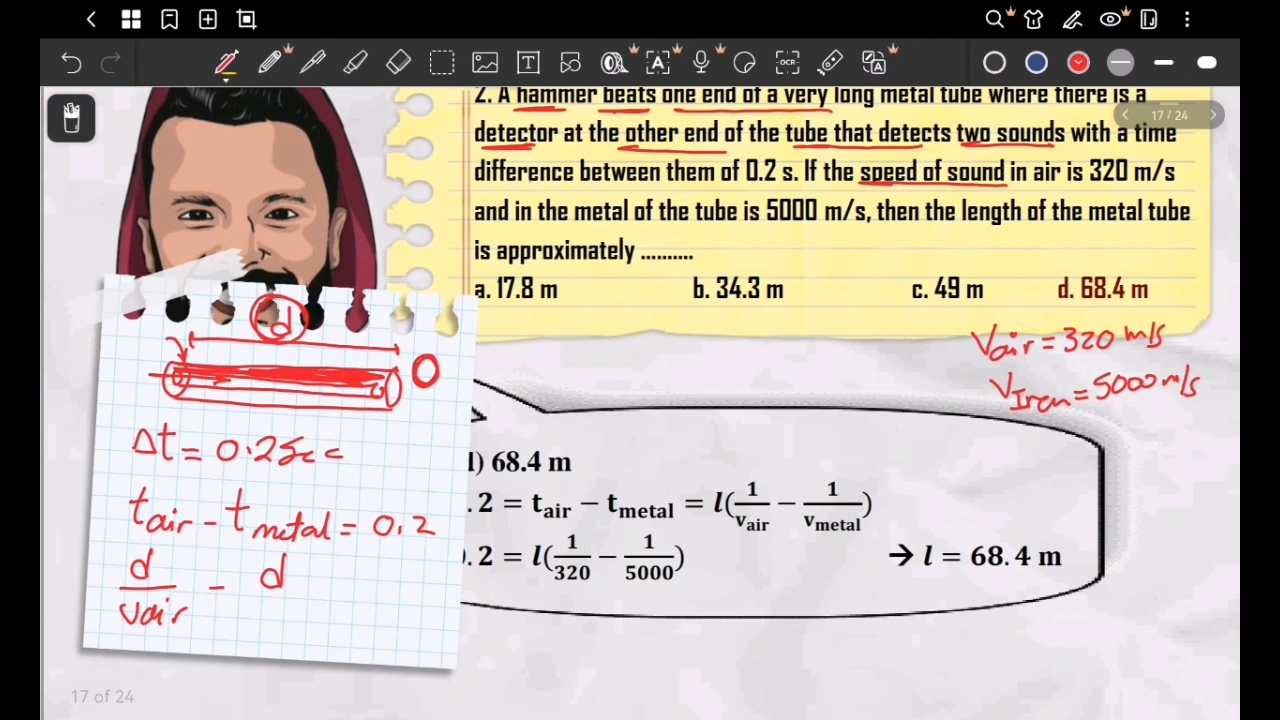 17 / 24
2. A hammer beats one end of a very long metal tube where there is a
detector at the other end of the tube that detects two sounds with a time
difference between them of 0.2 s. If the speed of sound in air is 320 m/s
and in the metal of the tube is 5000 m/s, then the length of the metal tube
is approximately ..........
a. 17.8 m b. 34.3 m c. 49 m d. 68.4 m
Vair = 320 m/s
VIron = 5000 m/s
d
Δt = 0.2 sec
tair - tmetal = 0.2
d/vair - d
) 68.4 m
. 2 = tair − tmetal = l(1/vair − 1/vmetal)
. 2 = l(1/320 − 1/5000) → l = 68. 4 m
17 of 24
OCR